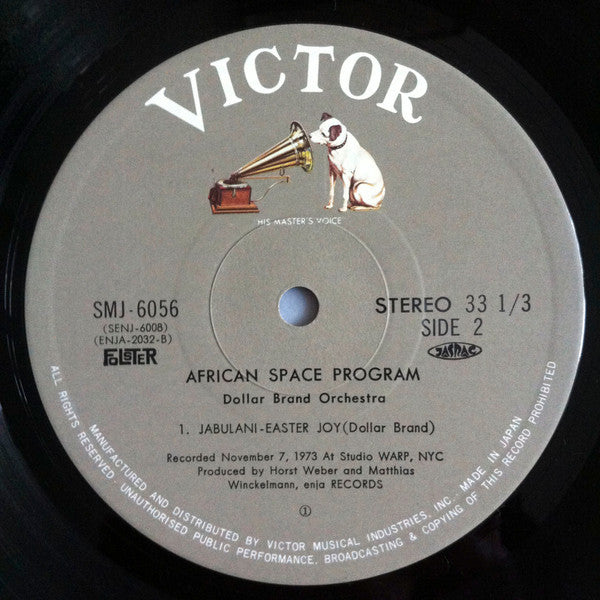 VICTOR
HIS MASTER'S VOICE
SMJ-6056
(SENJ-6008)
(ENJA-2032-B)
FOLSTER
STEREO 33 1/3
SIDE 2
JASRAC
AFRICAN SPACE PROGRAM
Dollar Brand Orchestra
1. JABULANI-EASTER JOY(Dollar Brand)
Recorded November 7, 1973 At Studio WARP, NYC
Produced by Horst Weber and Matthias
Winckelmann, enja RECORDS
①
MANUFACTURED AND DISTRIBUTED BY VICTOR MUSICAL INDUSTRIES, INC. MADE IN JAPAN
ALL RIGHTS RESERVED. UNAUTHORISED PUBLIC PERFORMANCE, BROADCASTING & COPYING OF THIS RECORD PROHIBITED